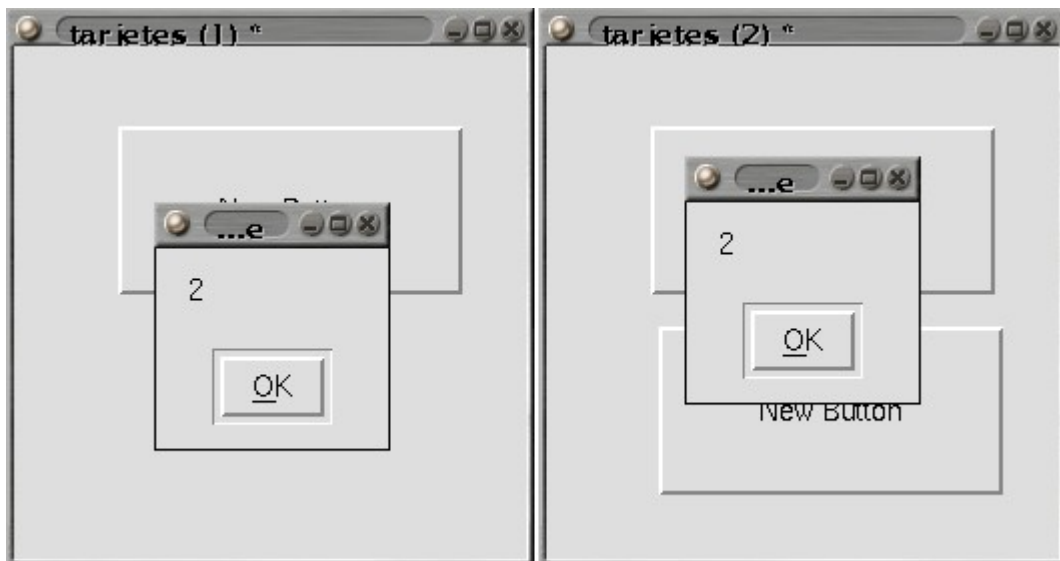 tarjetes (1) *
...e
2
OK
tarjetes (2) *
...e
2
OK
New Button